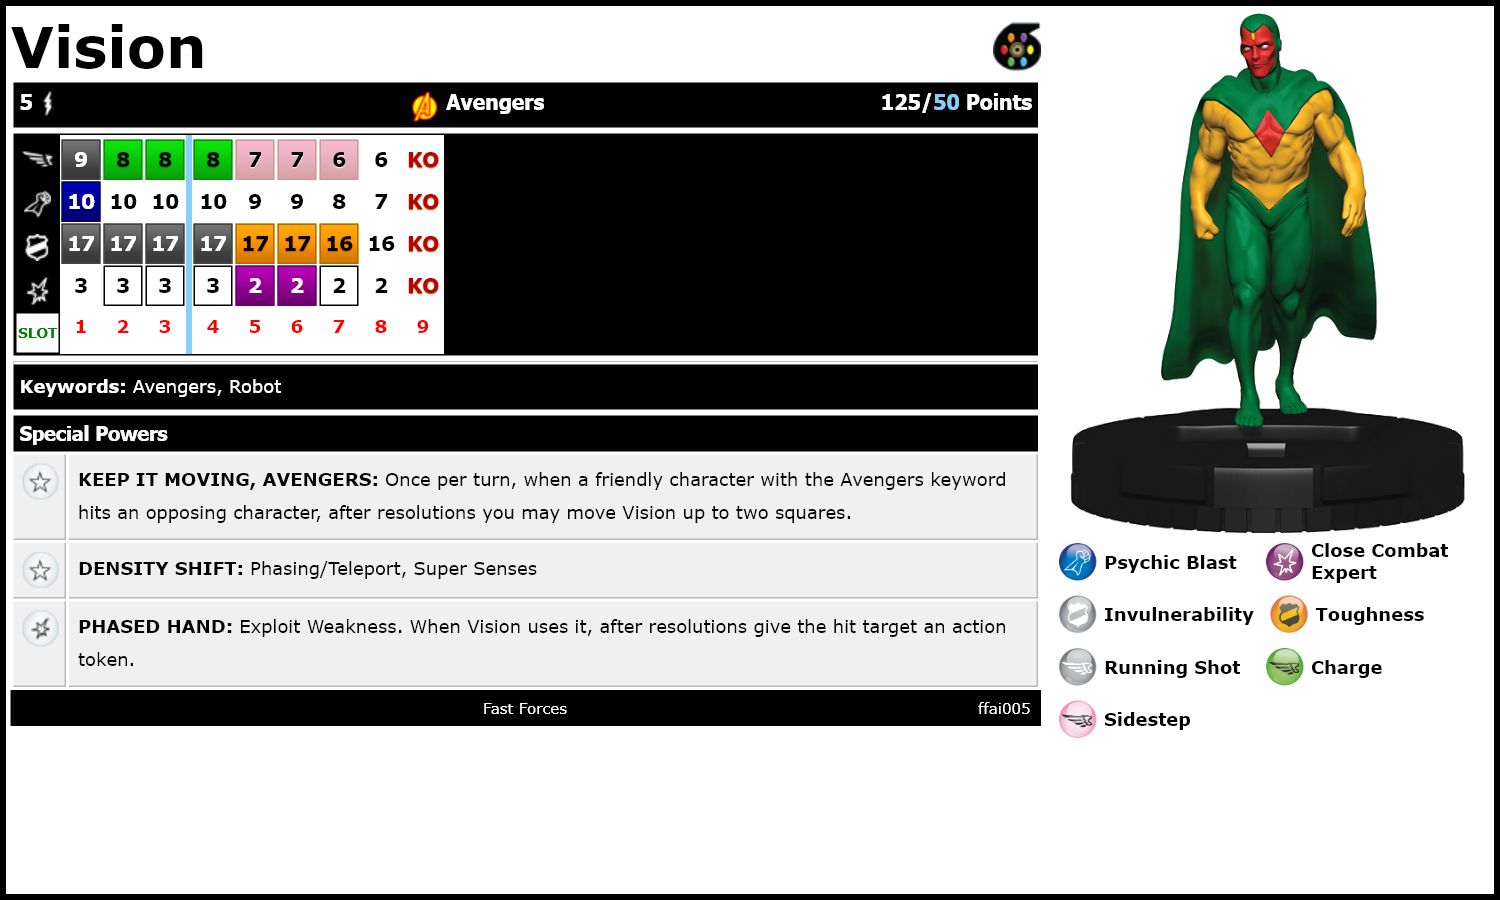 Vision
5 Avengers 125/50 Points
9 8 8 8 7 7 6 6 KO
10 10 10 10 9 9 8 7 KO
17 17 17 17 17 17 16 16 KO
3 3 3 3 2 2 2 2 KO
SLOT 1 2 3 4 5 6 7 8 9
Keywords: Avengers, Robot
Special Powers
KEEP IT MOVING, AVENGERS: Once per turn, when a friendly character with the Avengers keyword
hits an opposing character, after resolutions you may move Vision up to two squares.
DENSITY SHIFT: Phasing/Teleport, Super Senses
PHASED HAND: Exploit Weakness. When Vision uses it, after resolutions give the hit target an action
token.
Fast Forces ffai005
Psychic Blast
Close Combat
Expert
Invulnerability
Toughness
Running Shot
Charge
Sidestep